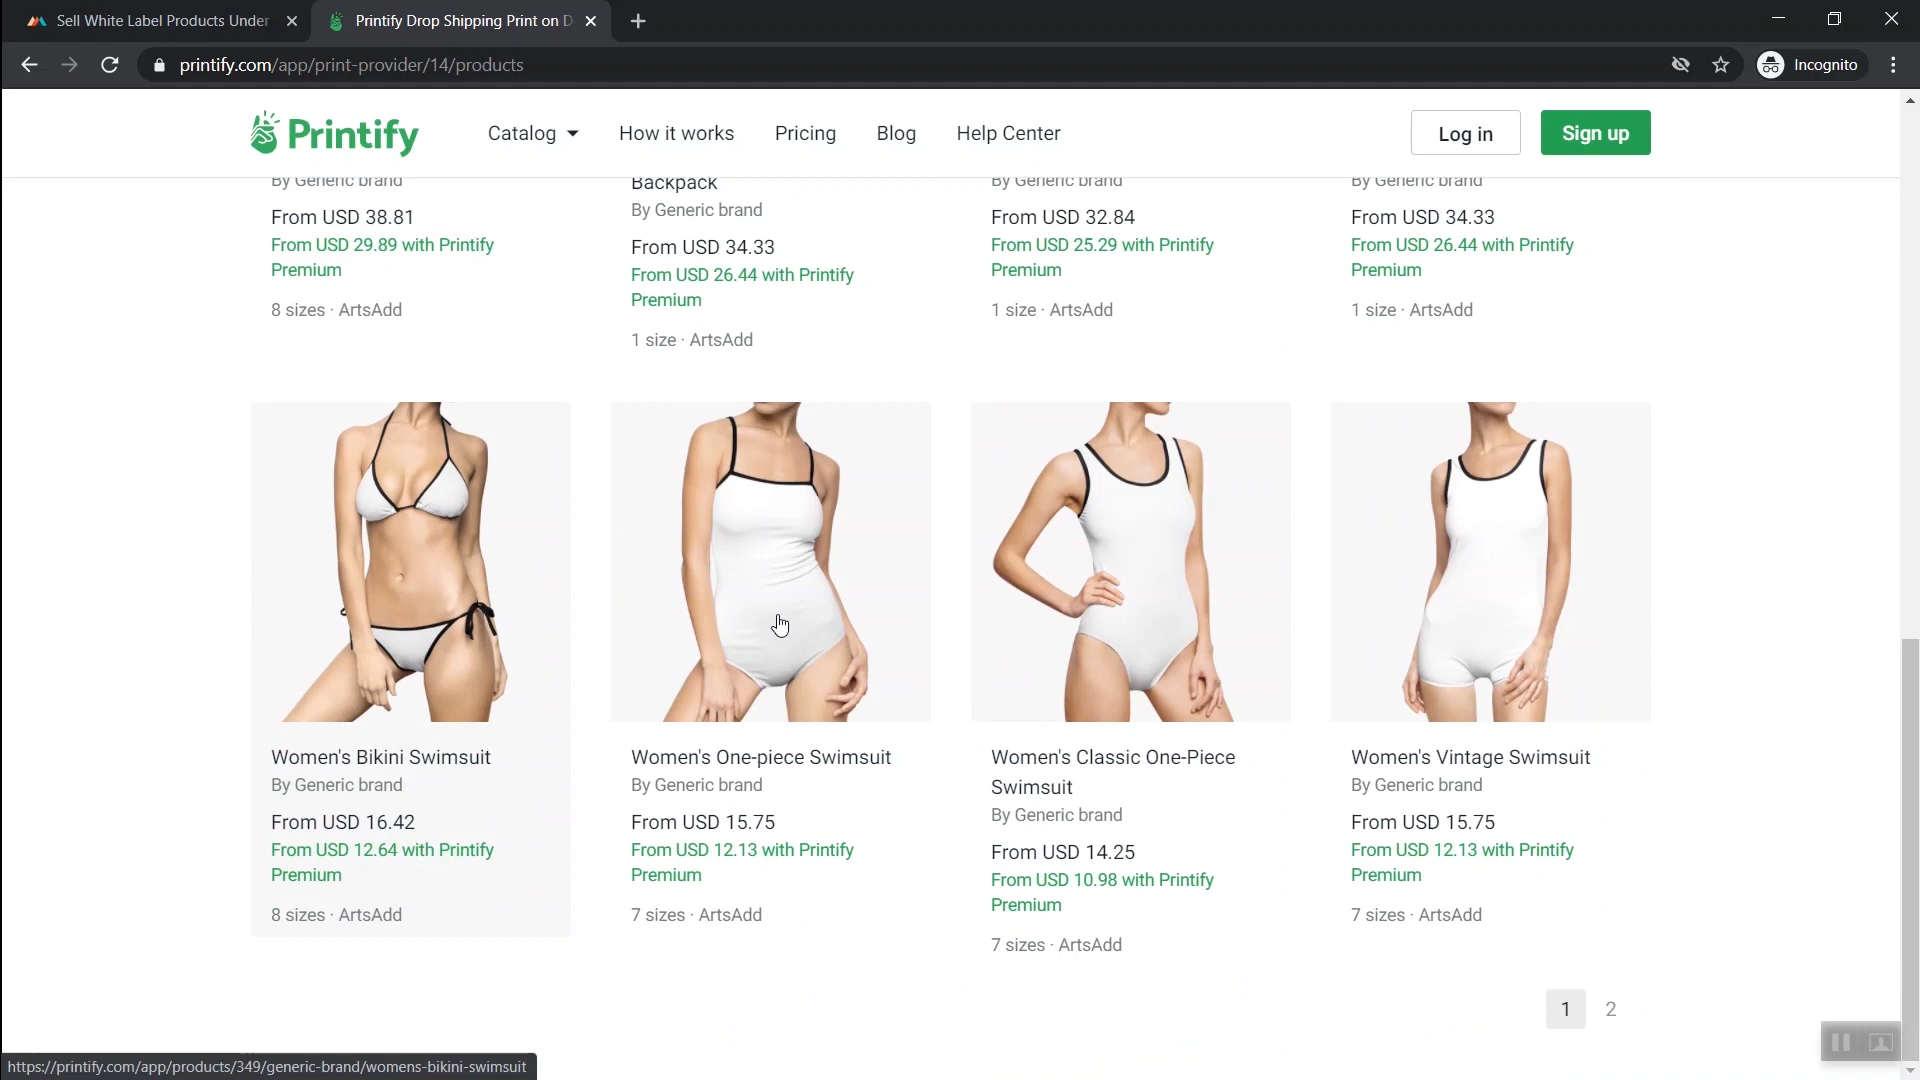 Sell White Label Products Under
Printify Drop Shipping Print on D
printify.com/app/print-provider/14/products
Incognito
Printify
Catalog
How it works
Pricing
Blog
Help Center
Log in
Sign up
By Generic brand
From USD 38.81
From USD 29.89 with Printify
Premium
8 sizes · ArtsAdd
Backpack
By Generic brand
From USD 34.33
From USD 26.44 with Printify
Premium
1 size · ArtsAdd
By Generic brand
From USD 32.84
From USD 25.29 with Printify
Premium
1 size · ArtsAdd
By Generic brand
From USD 34.33
From USD 26.44 with Printify
Premium
1 size · ArtsAdd
Women's Bikini Swimsuit
By Generic brand
From USD 16.42
From USD 12.64 with Printify
Premium
8 sizes · ArtsAdd
Women's One-piece Swimsuit
By Generic brand
From USD 15.75
From USD 12.13 with Printify
Premium
7 sizes · ArtsAdd
Women's Classic One-Piece
Swimsuit
By Generic brand
From USD 14.25
From USD 10.98 with Printify
Premium
7 sizes · ArtsAdd
Women's Vintage Swimsuit
By Generic brand
From USD 15.75
From USD 12.13 with Printify
Premium
7 sizes · ArtsAdd
1 2
https://printify.com/app/products/349/generic-brand/womens-bikini-swimsuit